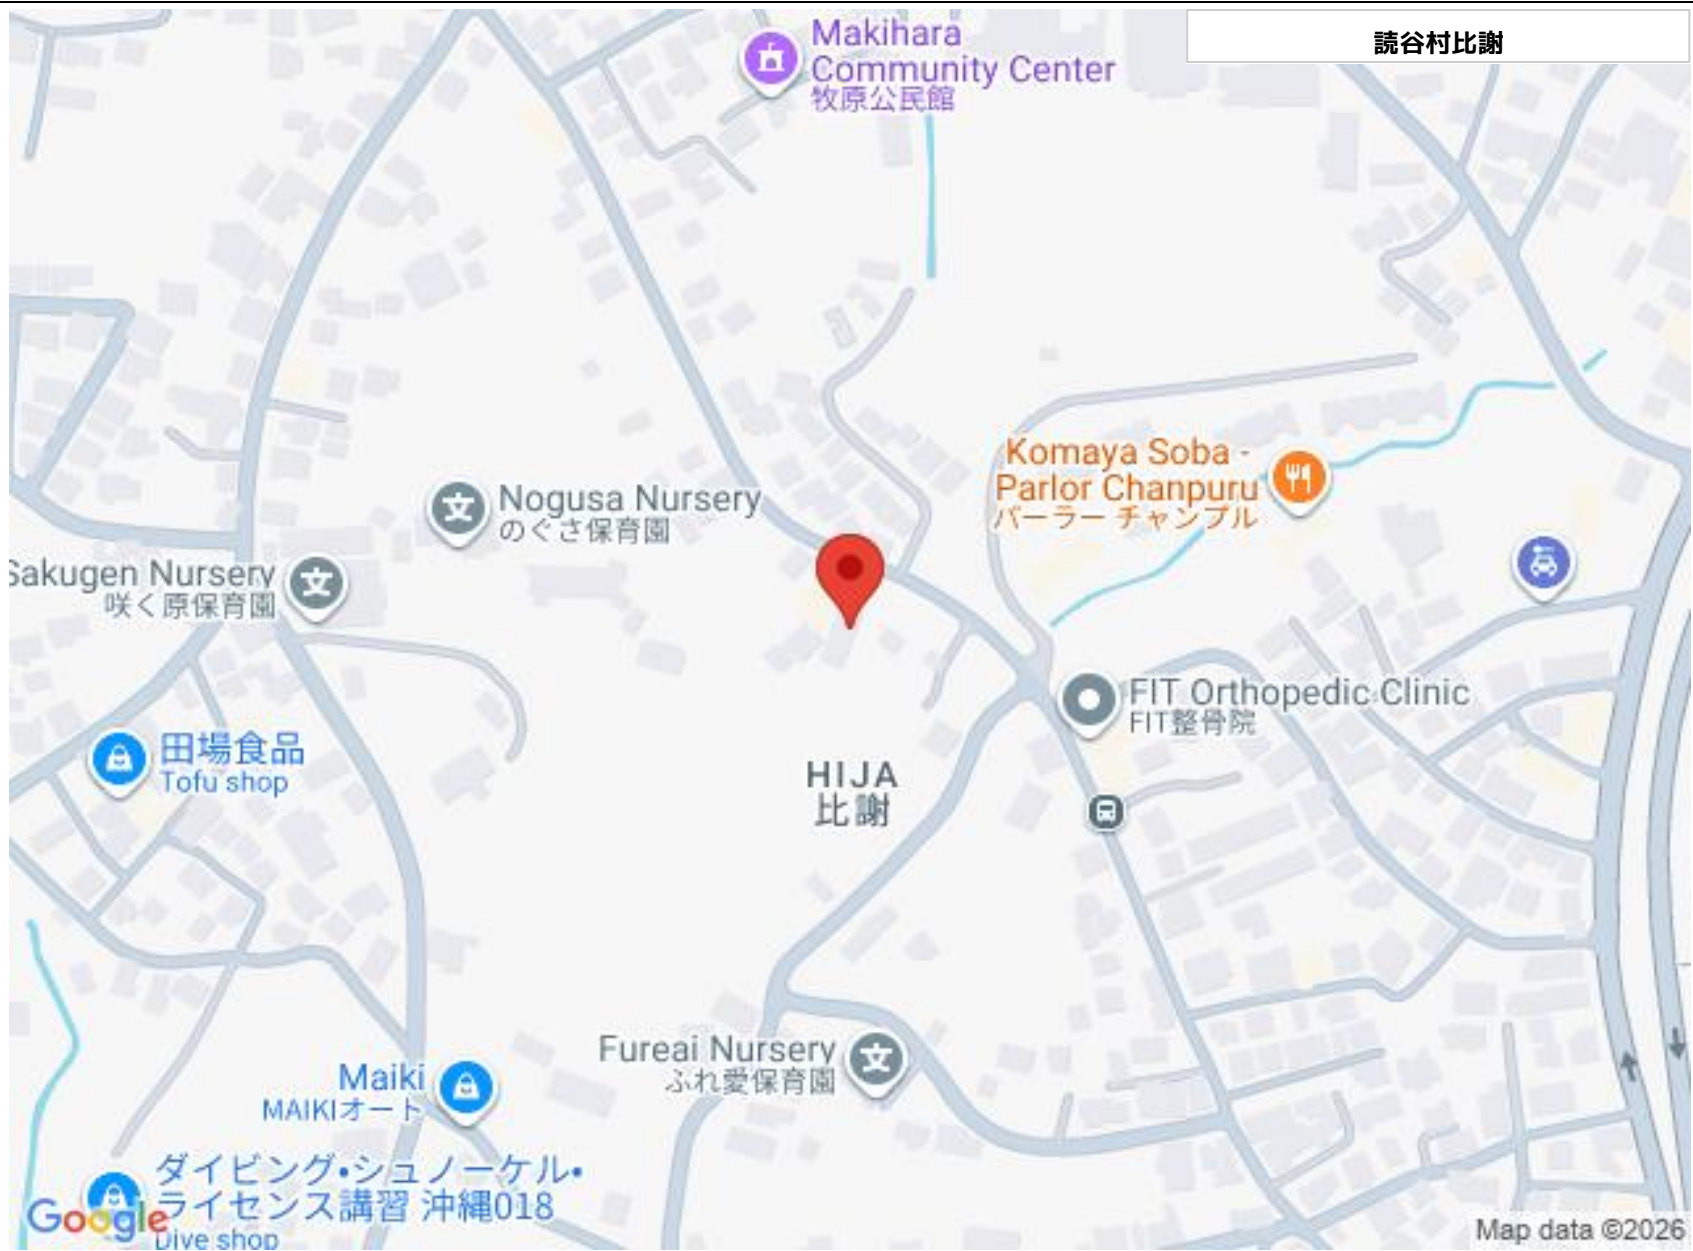 読谷村比謝
Makihara
Community Center
牧原公民館
Komaya Soba -
Parlor Chanpuru
パーラー チャンプル
Nogusa Nursery
のぐさ保育園
Sakugen Nursery
咲く原保育園
FIT Orthopedic Clinic
FIT整骨院
田場食品
Tofu shop
HIJA
比謝
Fureai Nursery
ふれ愛保育園
Maiki
MAIKIオート
ダイビング・シュノーケル・
ライセンス講習 沖縄018
Dive shop
Google
Map data ©2026